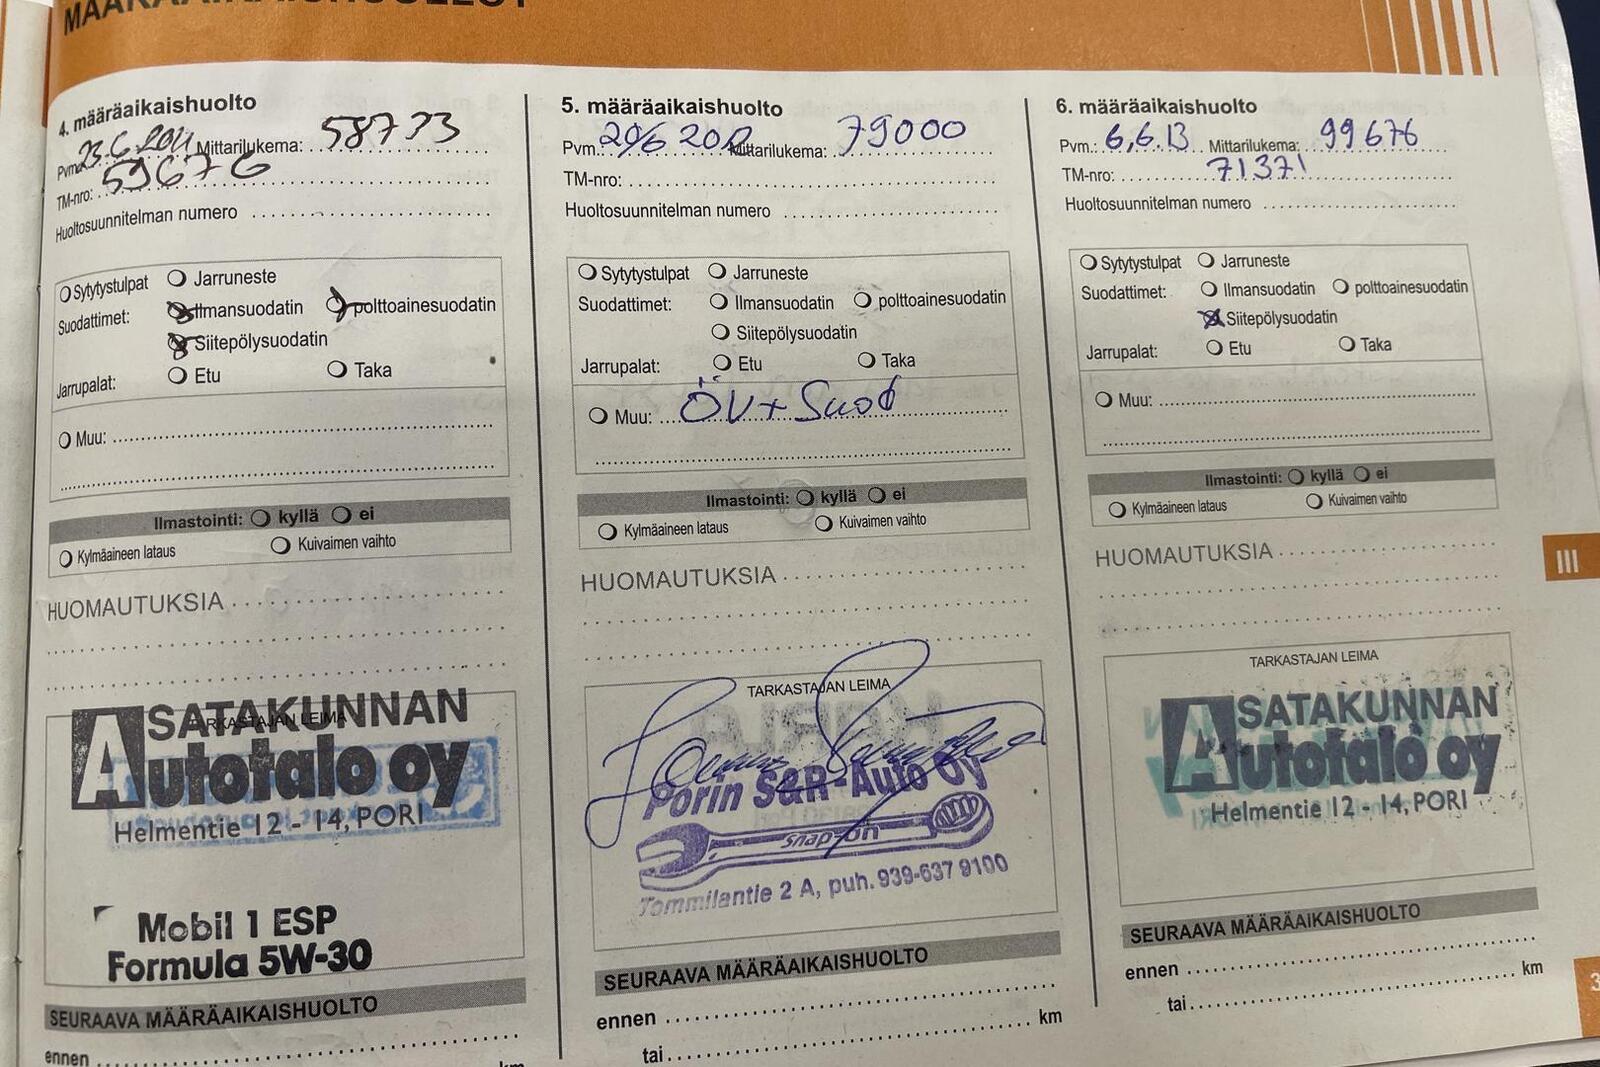 MÄÄRÄAIKAISHUOLLOT
4. määräaikaishuolto
Pvm.: 23.6.2011 Mittarilukema: 58733
TM-nro: 59676
Huoltosuunnitelman numero
Sytytystulpat Jarruneste
Suodattimet: Ilmansuodatin polttoainesuodatin
Siitepölysuodatin
Jarrupalat: Etu Taka
Muu:
Ilmastointi: kyllä ei
Kylmäaineen lataus Kuivaimen vaihto
HUOMAUTUKSIA
TARKASTAJAN LEIMA
SATAKUNNAN
Autotalo oy
Helmentie 12 - 14, PORI
Mobil 1 ESP
Formula 5W-30
SEURAAVA MÄÄRÄAIKAISHUOLTO
ennen
km
5. määräaikaishuolto
Pvm.: 20/6 2012 Mittarilukema: 79000
TM-nro:
Huoltosuunnitelman numero
Sytytystulpat Jarruneste
Suodattimet: Ilmansuodatin polttoainesuodatin
Siitepölysuodatin
Jarrupalat: Etu Taka
Muu: ÖV+Suod
Ilmastointi: kyllä ei
Kylmäaineen lataus Kuivaimen vaihto
HUOMAUTUKSIA
TARKASTAJAN LEIMA
Porin S&R-Auto Oy
Snap-on
Tommilantie 2 A, puh. 939-637 9100
SEURAAVA MÄÄRÄAIKAISHUOLTO
ennen
km
tai
6. määräaikaishuolto
Pvm.: 6,6.13 Mittarilukema: 99676
TM-nro: 71371
Huoltosuunnitelman numero
Sytytystulpat Jarruneste
Suodattimet: Ilmansuodatin polttoainesuodatin
Siitepölysuodatin
Jarrupalat: Etu Taka
Muu:
Ilmastointi: kyllä ei
Kylmäaineen lataus Kuivaimen vaihto
HUOMAUTUKSIA
TARKASTAJAN LEIMA
SATAKUNNAN
Autotalo oy
Helmentie 12 - 14, PORI
SEURAAVA MÄÄRÄAIKAISHUOLTO
ennen
km
tai
III